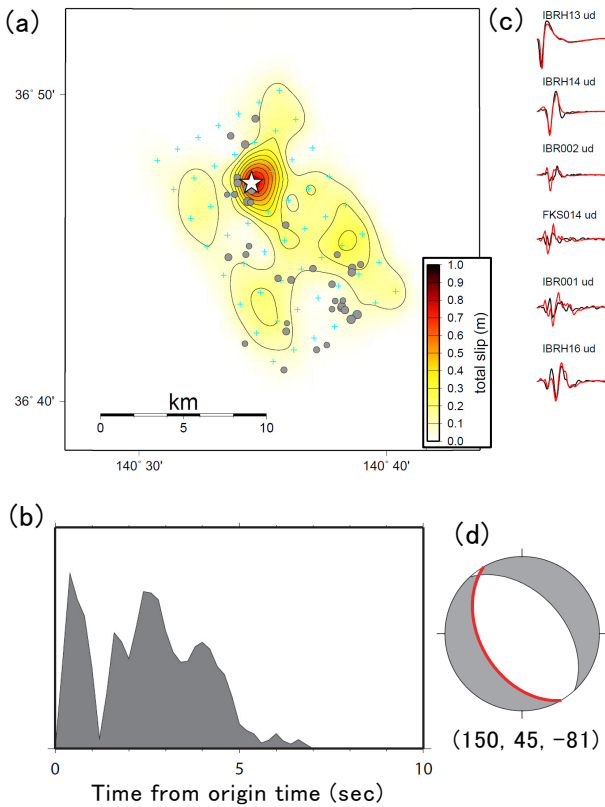 (a)
36° 50'
36° 40'
km
0 5 10
140° 30' 140° 40'
1.0
0.9
0.8
0.7
0.6
0.5
0.4
0.3
0.2
0.1
0.0
total slip (m)
(c)
IBRH13 ud
IBRH14 ud
IBR002 ud
FKS014 ud
IBR001 ud
IBRH16 ud
(b)
0 5 10
Time from origin time (sec)
(d)
(150, 45, -81)